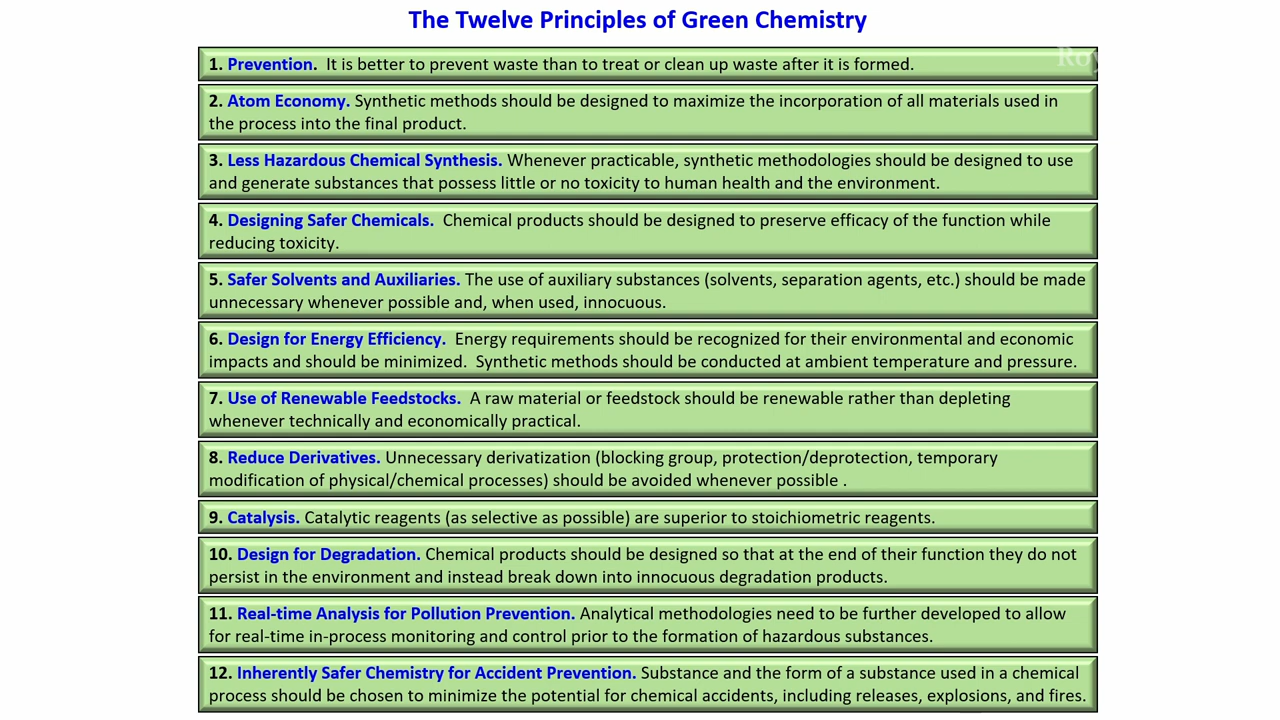 The Twelve Principles of Green Chemistry
1. Prevention. It is better to prevent waste than to treat or clean up waste after it is formed.
2. Atom Economy. Synthetic methods should be designed to maximize the incorporation of all materials used in
the process into the final product.
3. Less Hazardous Chemical Synthesis. Whenever practicable, synthetic methodologies should be designed to use
and generate substances that possess little or no toxicity to human health and the environment.
4. Designing Safer Chemicals. Chemical products should be designed to preserve efficacy of the function while
reducing toxicity.
5. Safer Solvents and Auxiliaries. The use of auxiliary substances (solvents, separation agents, etc.) should be made
unnecessary whenever possible and, when used, innocuous.
6. Design for Energy Efficiency. Energy requirements should be recognized for their environmental and economic
impacts and should be minimized. Synthetic methods should be conducted at ambient temperature and pressure.
7. Use of Renewable Feedstocks. A raw material or feedstock should be renewable rather than depleting
whenever technically and economically practical.
8. Reduce Derivatives. Unnecessary derivatization (blocking group, protection/deprotection, temporary
modification of physical/chemical processes) should be avoided whenever possible .
9. Catalysis. Catalytic reagents (as selective as possible) are superior to stoichiometric reagents.
10. Design for Degradation. Chemical products should be designed so that at the end of their function they do not
persist in the environment and instead break down into innocuous degradation products.
11. Real-time Analysis for Pollution Prevention. Analytical methodologies need to be further developed to allow
for real-time in-process monitoring and control prior to the formation of hazardous substances.
12. Inherently Safer Chemistry for Accident Prevention. Substance and the form of a substance used in a chemical
process should be chosen to minimize the potential for chemical accidents, including releases, explosions, and fires.